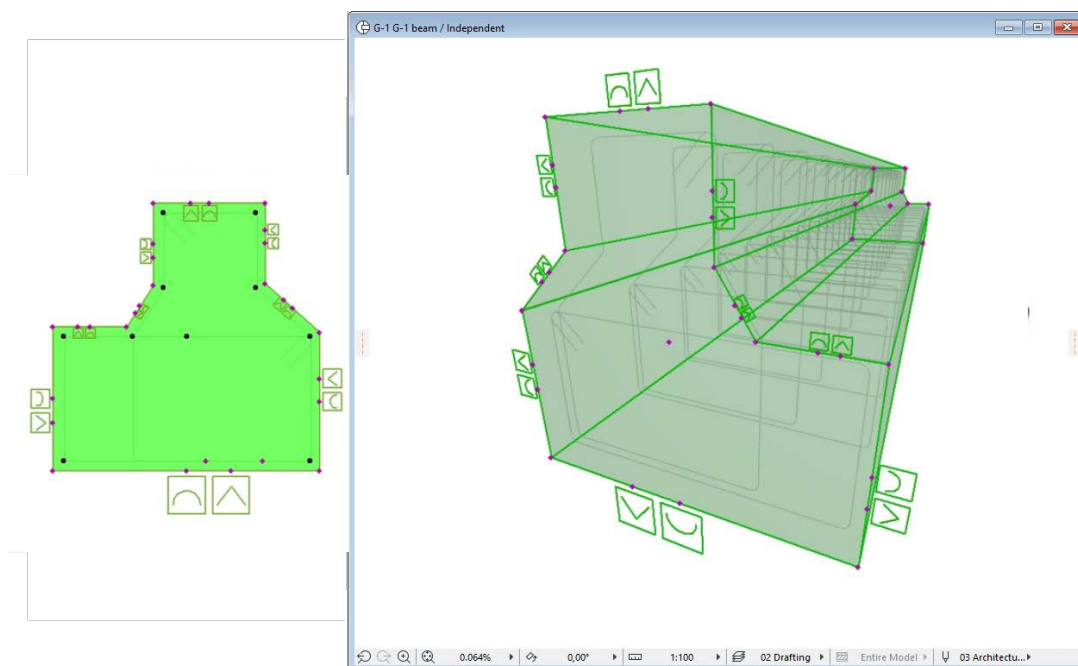 G-1 G-1 beam / Independent
0.064% 0,00° 1:100 02 Drafting Entire Model 03 Architectu...